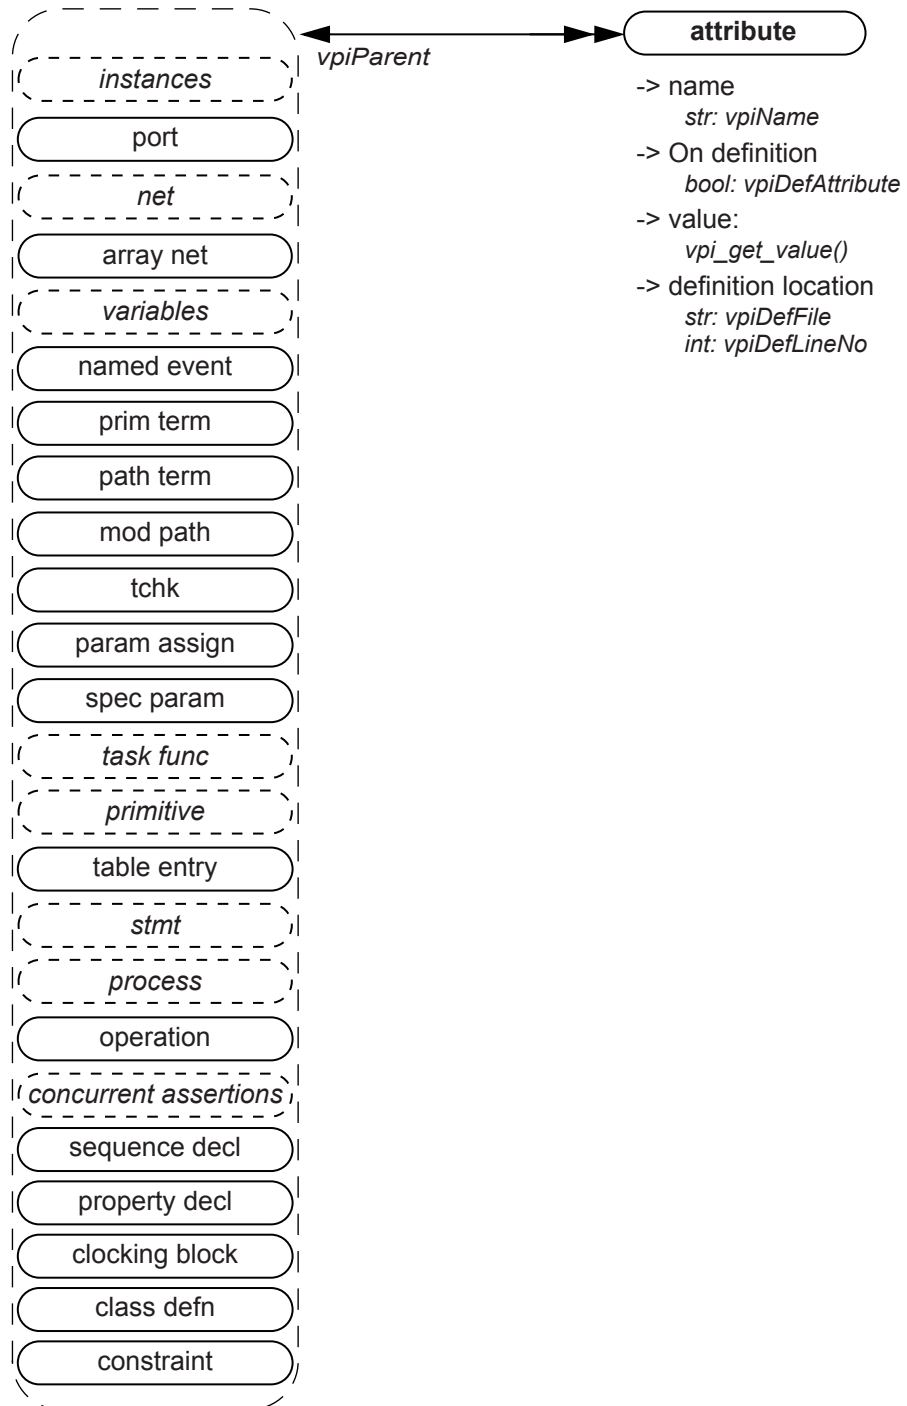 attribute
vpiParent
instances
port
net
array net
variables
named event
prim term
path term
mod path
tchk
param assign
spec param
task func
primitive
table entry
stmt
process
operation
concurrent assertions
sequence decl
property decl
clocking block
class defn
constraint
-> name
str: vpiName
-> On definition
bool: vpiDefAttribute
-> value:
vpi_get_value()
-> definition location
str: vpiDefFile
int: vpiDefLineNo